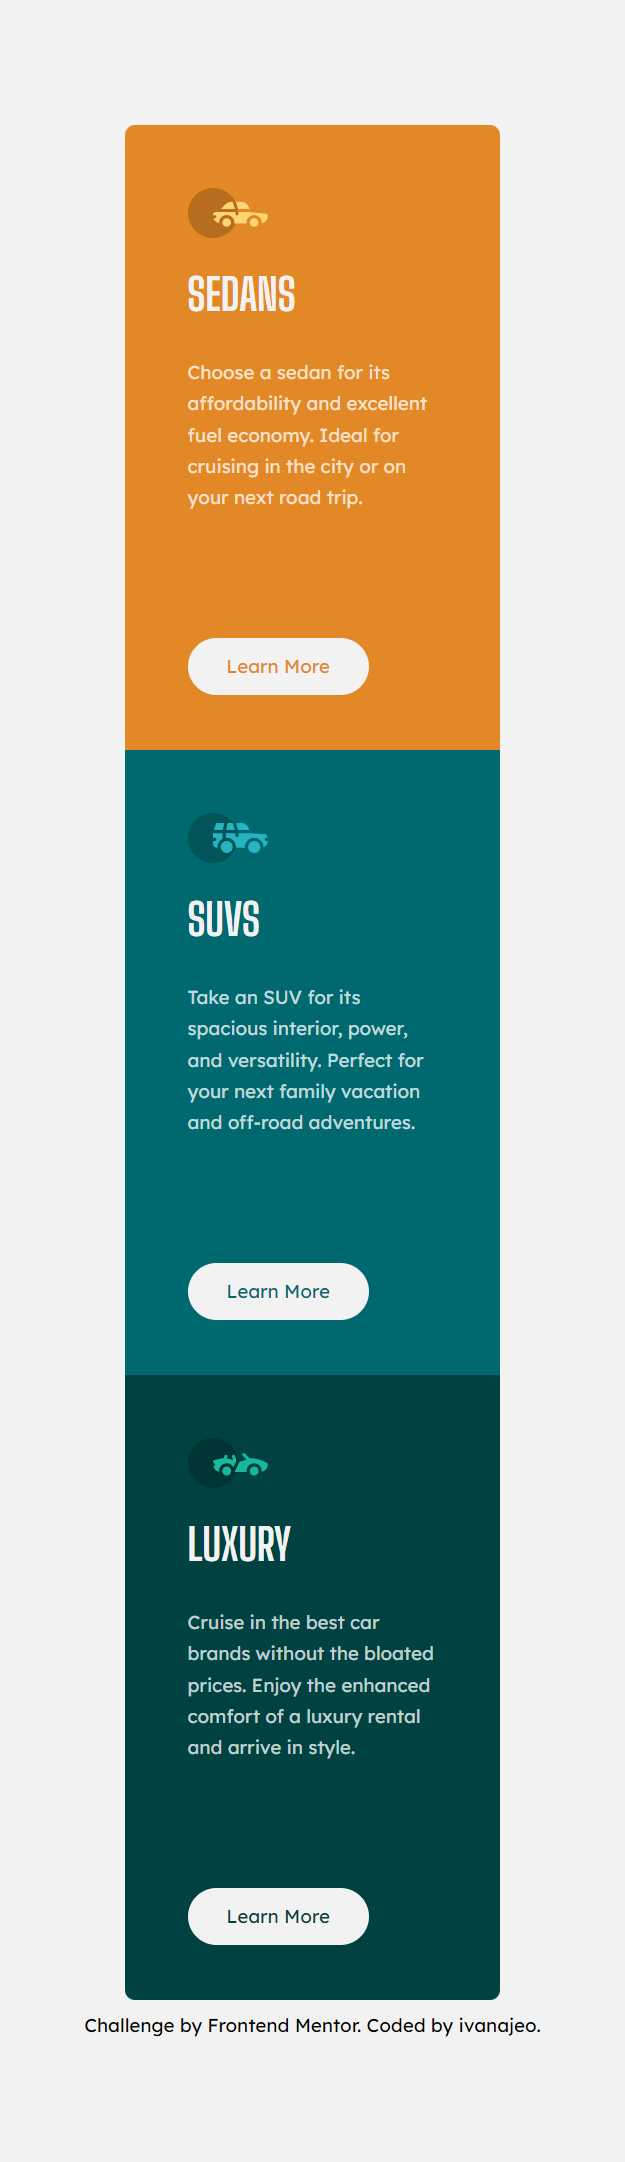 SEDANS
Choose a sedan for its
affordability and excellent
fuel economy. Ideal for
cruising in the city or on
your next road trip.
Learn More
SUVS
Take an SUV for its
spacious interior, power,
and versatility. Perfect for
your next family vacation
and off-road adventures.
Learn More
LUXURY
Cruise in the best car
brands without the bloated
prices. Enjoy the enhanced
comfort of a luxury rental
and arrive in style.
Learn More
Challenge by Frontend Mentor. Coded by ivanajeo.